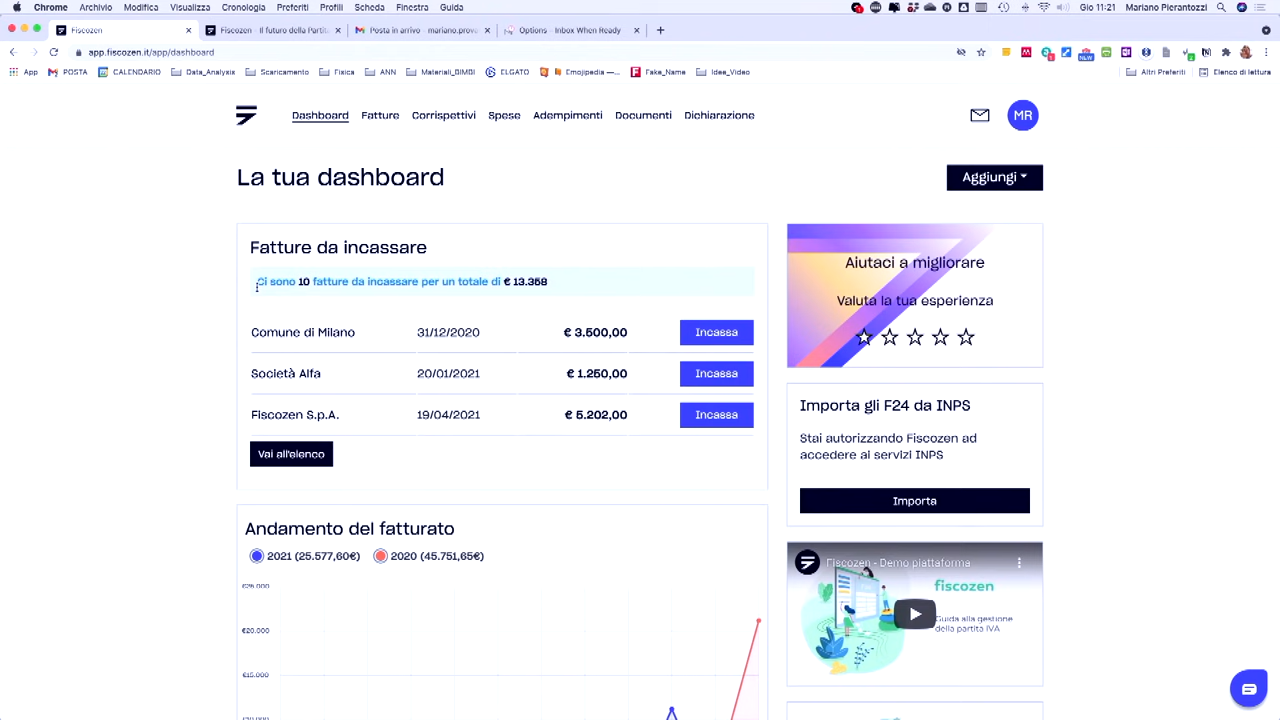 Chrome Archivio Modifica Visualizza Cronologia Preferiti Profili Scheda Finestra Guida
Gio 11:21 Mariano Pierantozzi
Fiscozen
Fiscozen - Il futuro della Partit
Posta in arrivo - mariano.prova
Options - Inbox When Ready
app.fiscozen.it/app/dashboard
App POSTA CALENDARIO Data_Analysis Scaricamento Fisica ANN Materiali_BIMBI ELGATO Emojipedia —... Fake_Name Idee_Video Altri Preferiti Elenco di lettura
Dashboard Fatture Corrispettivi Spese Adempimenti Documenti Dichiarazione
MR
La tua dashboard
Aggiungi
Fatture da incassare
Ci sono 10 fatture da incassare per un totale di € 13.358
Comune di Milano 31/12/2020 € 3.500,00 Incassa
Società Alfa 20/01/2021 € 1.250,00 Incassa
Fiscozen S.p.A. 19/04/2021 € 5.202,00 Incassa
Vai all'elenco
Andamento del fatturato
2021 (25.577,60€) 2020 (45.751,65€)
€25.000
€20.000
€15.000
Aiutaci a migliorare
Valuta la tua esperienza
Importa gli F24 da INPS
Stai autorizzando Fiscozen ad
accedere ai servizi INPS
Importa
Fiscozen - Demo piattaforma
fiscozen
Guida alla gestione
della partita IVA